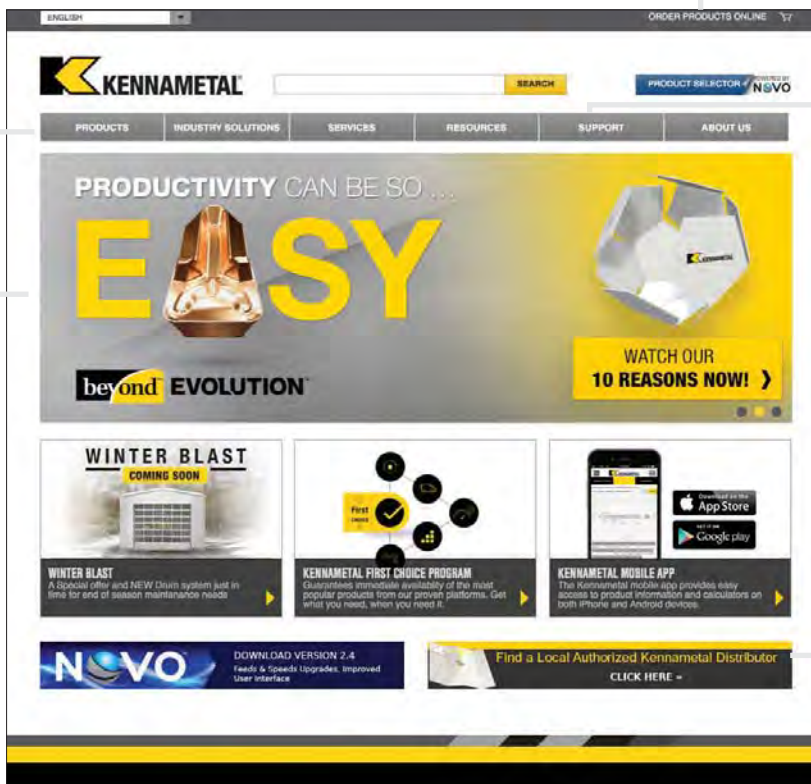 ENGLISH
ORDER PRODUCTS ONLINE
KENNAMETAL
SEARCH
PRODUCT SELECTOR
POWERED BY
NOVO
PRODUCTS
INDUSTRY SOLUTIONS
SERVICES
RESOURCES
SUPPORT
ABOUT US
PRODUCTIVITY CAN BE SO ...
EASY
KENNAMETAL
beyond EVOLUTION
WATCH OUR
10 REASONS NOW! ❯
WINTER BLAST
COMING SOON
WINTER BLAST
A Special offer and NEW Drum system just in
time for end of season maintanance needs
First
CHOICE
KENNAMETAL FIRST CHOICE PROGRAM
Guarantees immediate availability of the most
popular products from our proven platforms. Get
what you need, when you need it.
Download on the
App Store
GET IT ON
Google play
KENNAMETAL MOBILE APP
The Kennametal mobile app provides easy
access to product information and calculators on
both iPhone and Android devices.
NOVO
DOWNLOAD VERSION 2.4
Feeds & Speeds Upgrades, Improved
User Interface
Find a Local Authorized Kennametal Distributor
CLICK HERE »